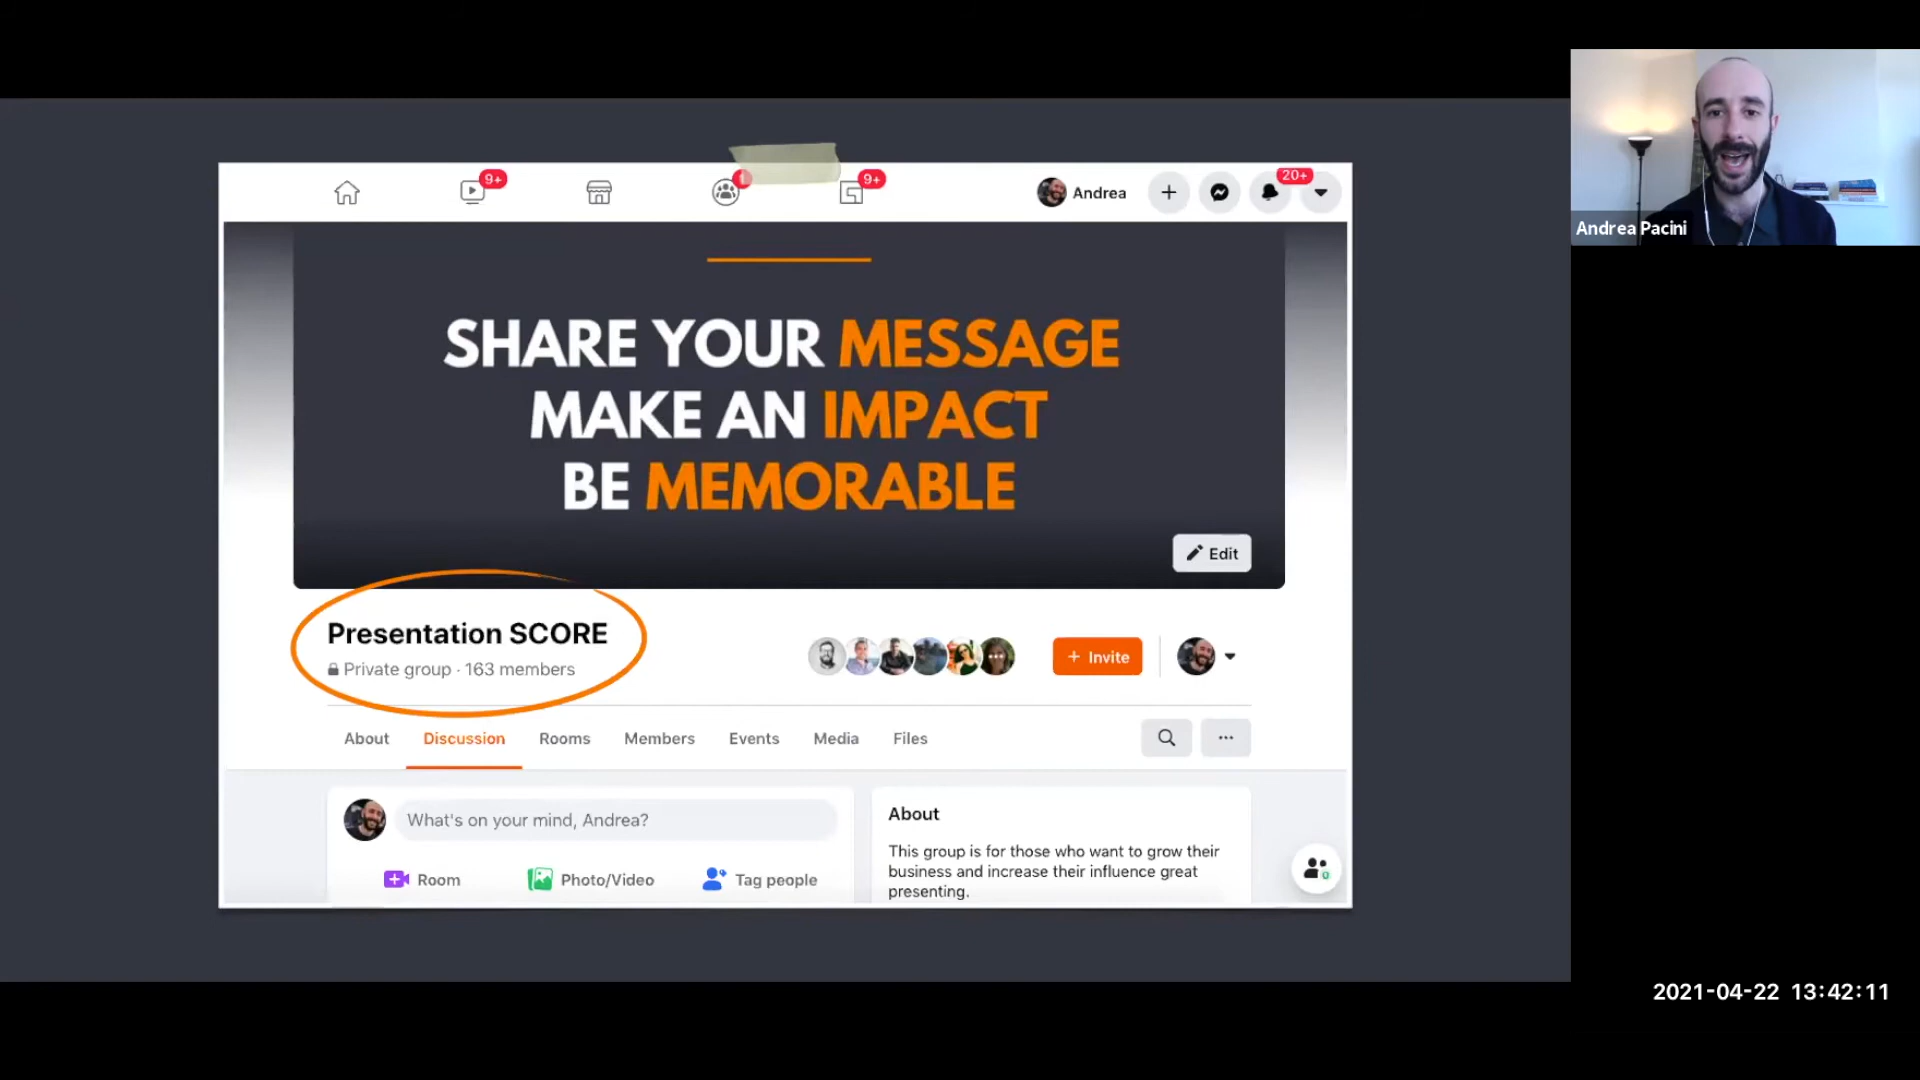 9+
9+
Andrea
20+
SHARE YOUR MESSAGE
MAKE AN IMPACT
BE MEMORABLE
Edit
Presentation SCORE
Private group · 163 members
+ Invite
About Discussion Rooms Members Events Media Files
What's on your mind, Andrea?
Room Photo/Video Tag people
About
This group is for those who want to grow their
business and increase their influence great
presenting.
Andrea Pacini
2021-04-22 13:42:11